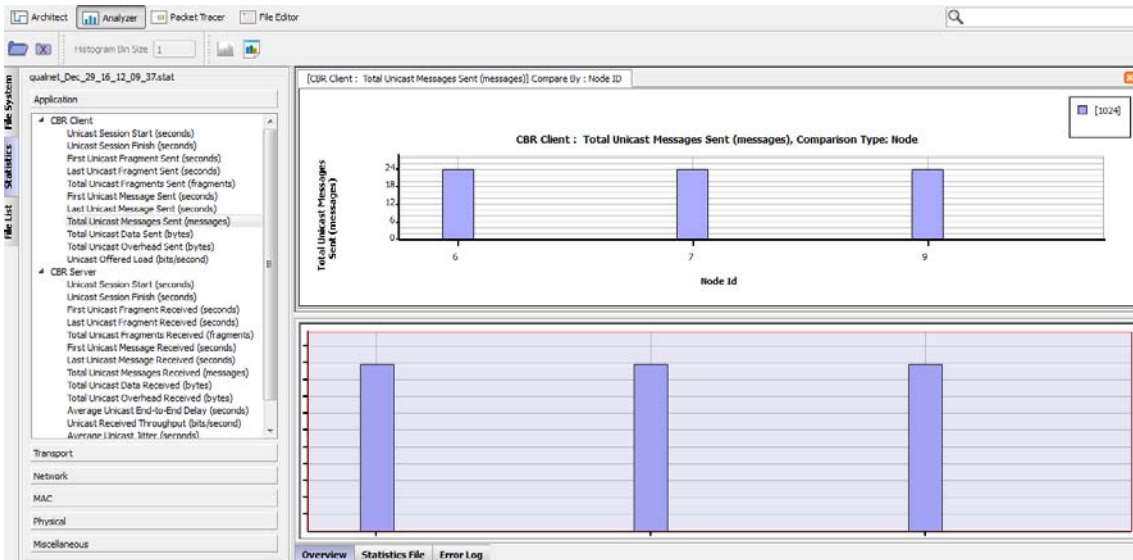 Architect Analyzer Packet Tracer File Editor
Histogram Bin Size 1
File System
Statistics
File List
qualnet_Dec_29_16_12_09_37.stat
Application
CBR Client
Unicast Session Start (seconds)
Unicast Session Finish (seconds)
First Unicast Fragment Sent (seconds)
Last Unicast Fragment Sent (seconds)
Total Unicast Fragments Sent (fragments)
First Unicast Message Sent (seconds)
Last Unicast Message Sent (seconds)
Total Unicast Messages Sent (messages)
Total Unicast Data Sent (bytes)
Total Unicast Overhead Sent (bytes)
Unicast Offered Load (bits/second)
CBR Server
Unicast Session Start (seconds)
Unicast Session Finish (seconds)
First Unicast Fragment Received (seconds)
Last Unicast Fragment Received (seconds)
Total Unicast Fragments Received (fragments)
First Unicast Message Received (seconds)
Last Unicast Message Received (seconds)
Total Unicast Messages Received (messages)
Total Unicast Data Received (bytes)
Total Unicast Overhead Received (bytes)
Average Unicast End-to-End Delay (seconds)
Unicast Received Throughput (bits/second)
Average Unicast Jitter (seconds)
Transport
Network
MAC
Physical
Miscellaneous
[CBR Client : Total Unicast Messages Sent (messages)] Compare By : Node ID
[1024]
CBR Client : Total Unicast Messages Sent (messages), Comparison Type: Node
Total Unicast Messages
Sent (messages)
24
18
12
6
0
6 7 9
Node Id
Overview Statistics File Error Log